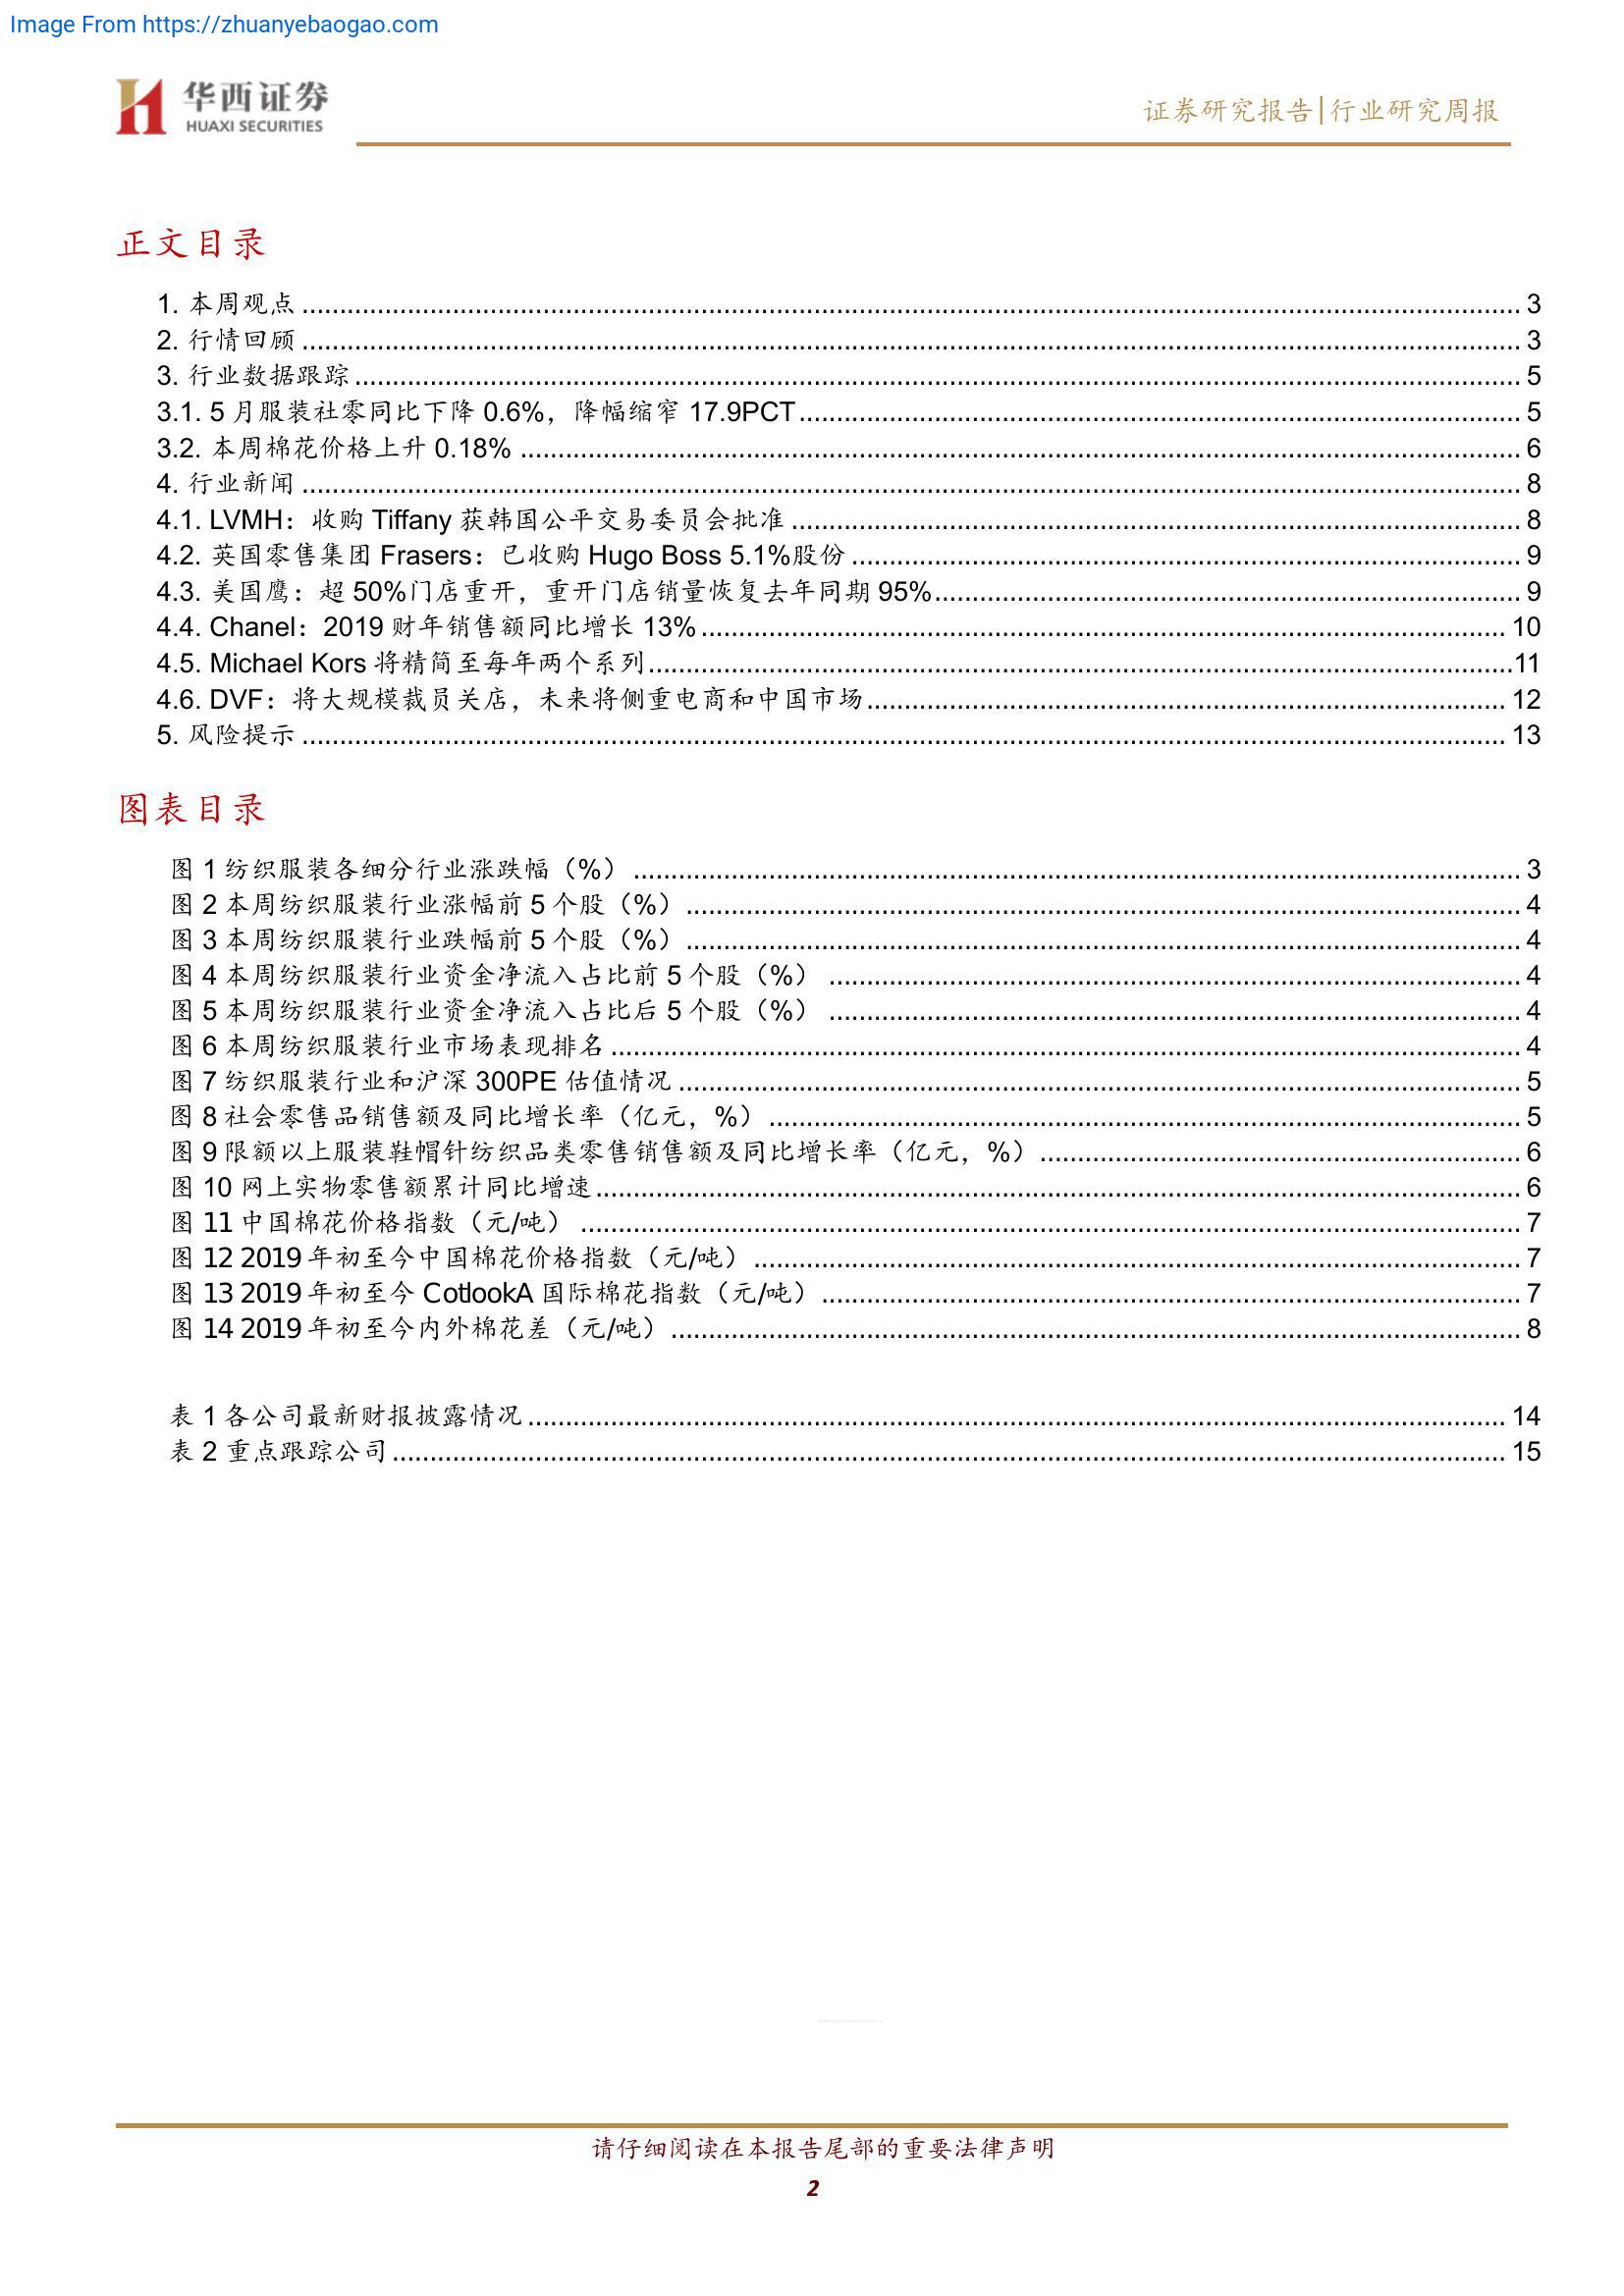 Image From https://zhuanyebaogao.com
华西证券
HUAXI SECURITIES
证券研究报告|行业研究周报
正文目录
1. 本周观点 ........ 3
2. 行情回顾 ........ 3
3. 行业数据跟踪 ........ 5
3.1. 5 月服装社零同比下降 0.6%，降幅缩窄 17.9PCT ........ 5
3.2. 本周棉花价格上升 0.18% ........ 6
4. 行业新闻 ........ 8
4.1. LVMH：收购 Tiffany 获韩国公平交易委员会批准 ........ 8
4.2. 英国零售集团 Frasers：已收购 Hugo Boss 5.1%股份 ........ 9
4.3. 美国鹰：超 50%门店重开，重开门店销量恢复去年同期 95% ........ 9
4.4. Chanel：2019 财年销售额同比增长 13% ........ 10
4.5. Michael Kors 将精简至每年两个系列 ........ 11
4.6. DVF：将大规模裁员关店，未来将侧重电商和中国市场 ........ 12
5. 风险提示 ........ 13
图表目录
图 1 纺织服装各细分行业涨跌幅（%） ........ 3
图 2 本周纺织服装行业涨幅前 5 个股（%） ........ 4
图 3 本周纺织服装行业跌幅前 5 个股（%） ........ 4
图 4 本周纺织服装行业资金净流入占比前 5 个股（%） ........ 4
图 5 本周纺织服装行业资金净流入占比后 5 个股（%） ........ 4
图 6 本周纺织服装行业市场表现排名 ........ 4
图 7 纺织服装行业和沪深 300PE 估值情况 ........ 5
图 8 社会零售品销售额及同比增长率（亿元，%） ........ 5
图 9 限额以上服装鞋帽针纺织品类零售销售额及同比增长率（亿元，%） ........ 6
图 10 网上实物零售额累计同比增速 ........ 6
图 11 中国棉花价格指数（元/吨） ........ 7
图 12 2019 年初至今中国棉花价格指数（元/吨） ........ 7
图 13 2019 年初至今 CotlookA 国际棉花指数（元/吨） ........ 7
图 14 2019 年初至今内外棉花差（元/吨） ........ 8
表 1 各公司最新财报披露情况 ........ 14
表 2 重点跟踪公司 ........ 15
请仔细阅读在本报告尾部的重要法律声明
2